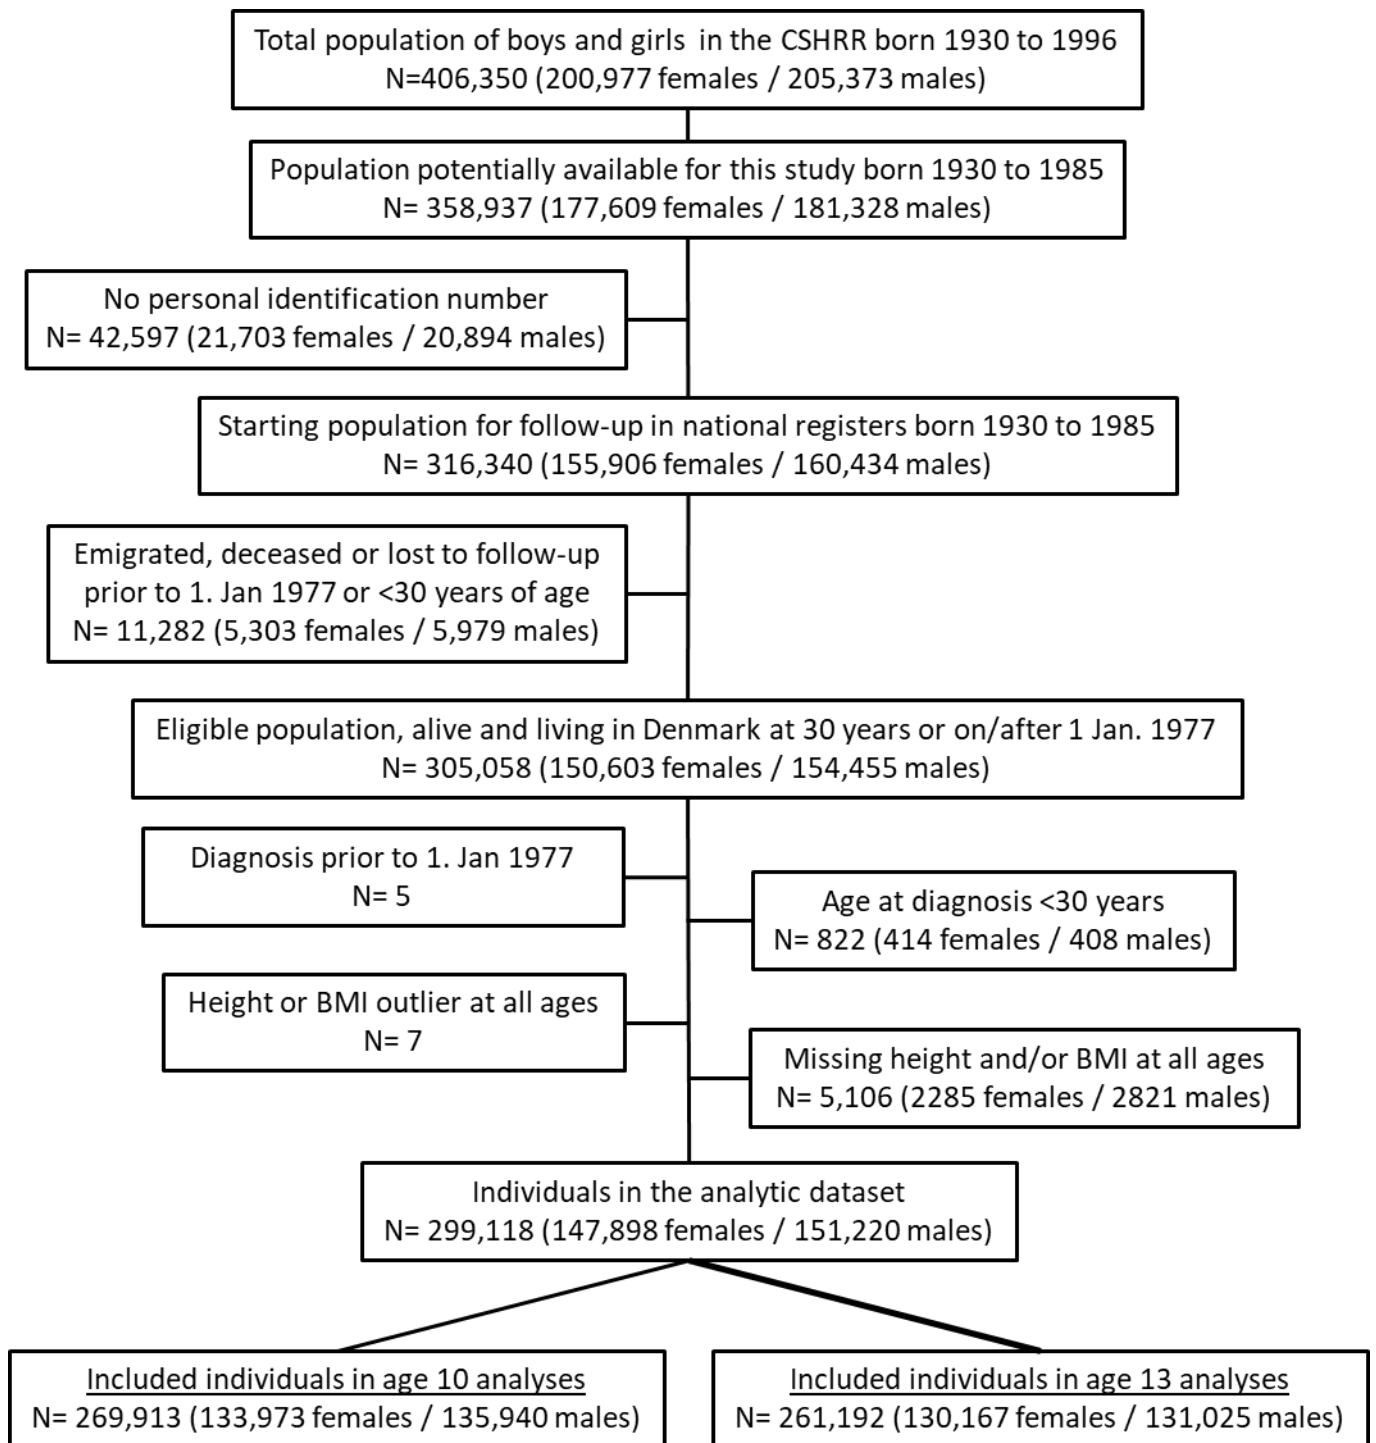 Total population of boys and girls in the CSHRR born 1930 to 1996
N=406,350 (200,977 females / 205,373 males)
Population potentially available for this study born 1930 to 1985
N= 358,937 (177,609 females / 181,328 males)
No personal identification number
N= 42,597 (21,703 females / 20,894 males)
Starting population for follow-up in national registers born 1930 to 1985
N= 316,340 (155,906 females / 160,434 males)
Emigrated, deceased or lost to follow-up
prior to 1. Jan 1977 or <30 years of age
N= 11,282 (5,303 females / 5,979 males)
Eligible population, alive and living in Denmark at 30 years or on/after 1 Jan. 1977
N= 305,058 (150,603 females / 154,455 males)
Diagnosis prior to 1. Jan 1977
N= 5
Age at diagnosis <30 years
N= 822 (414 females / 408 males)
Height or BMI outlier at all ages
N= 7
Missing height and/or BMI at all ages
N= 5,106 (2285 females / 2821 males)
Individuals in the analytic dataset
N= 299,118 (147,898 females / 151,220 males)
Included individuals in age 10 analyses
N= 269,913 (133,973 females / 135,940 males)
Included individuals in age 13 analyses
N= 261,192 (130,167 females / 131,025 males)